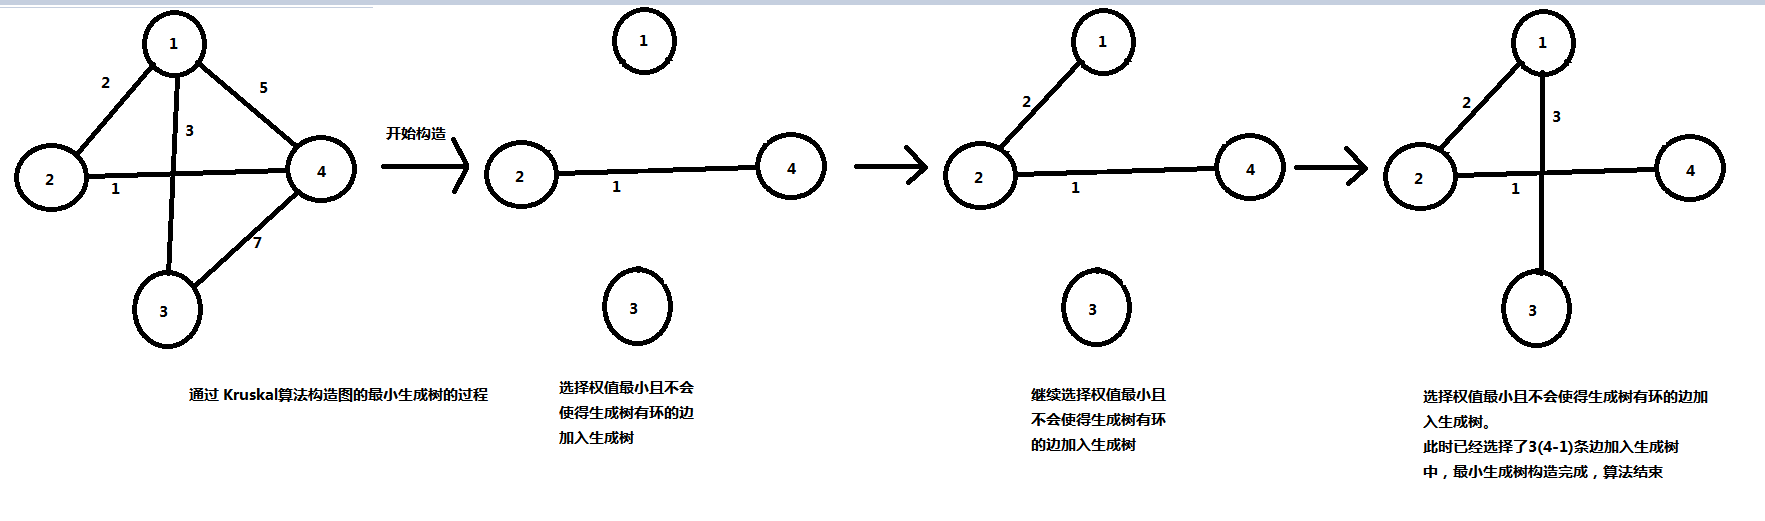 1
2
5
3
2
1
4
7
3
开始构造
1
2
4
1
3
1
2
2
4
1
3
1
2
3
2
4
1
3
通过 Kruskal算法构造图的最小生成树的过程
选择权值最小且不会
使得生成树有环的边
加入生成树
继续选择权值最小且
不会使得生成树有环
的边加入生成树
选择权值最小且不会使得生成树有环的边加
入生成树。
此时已经选择了3(4-1)条边加入生成树
中，最小生成树构造完成，算法结束